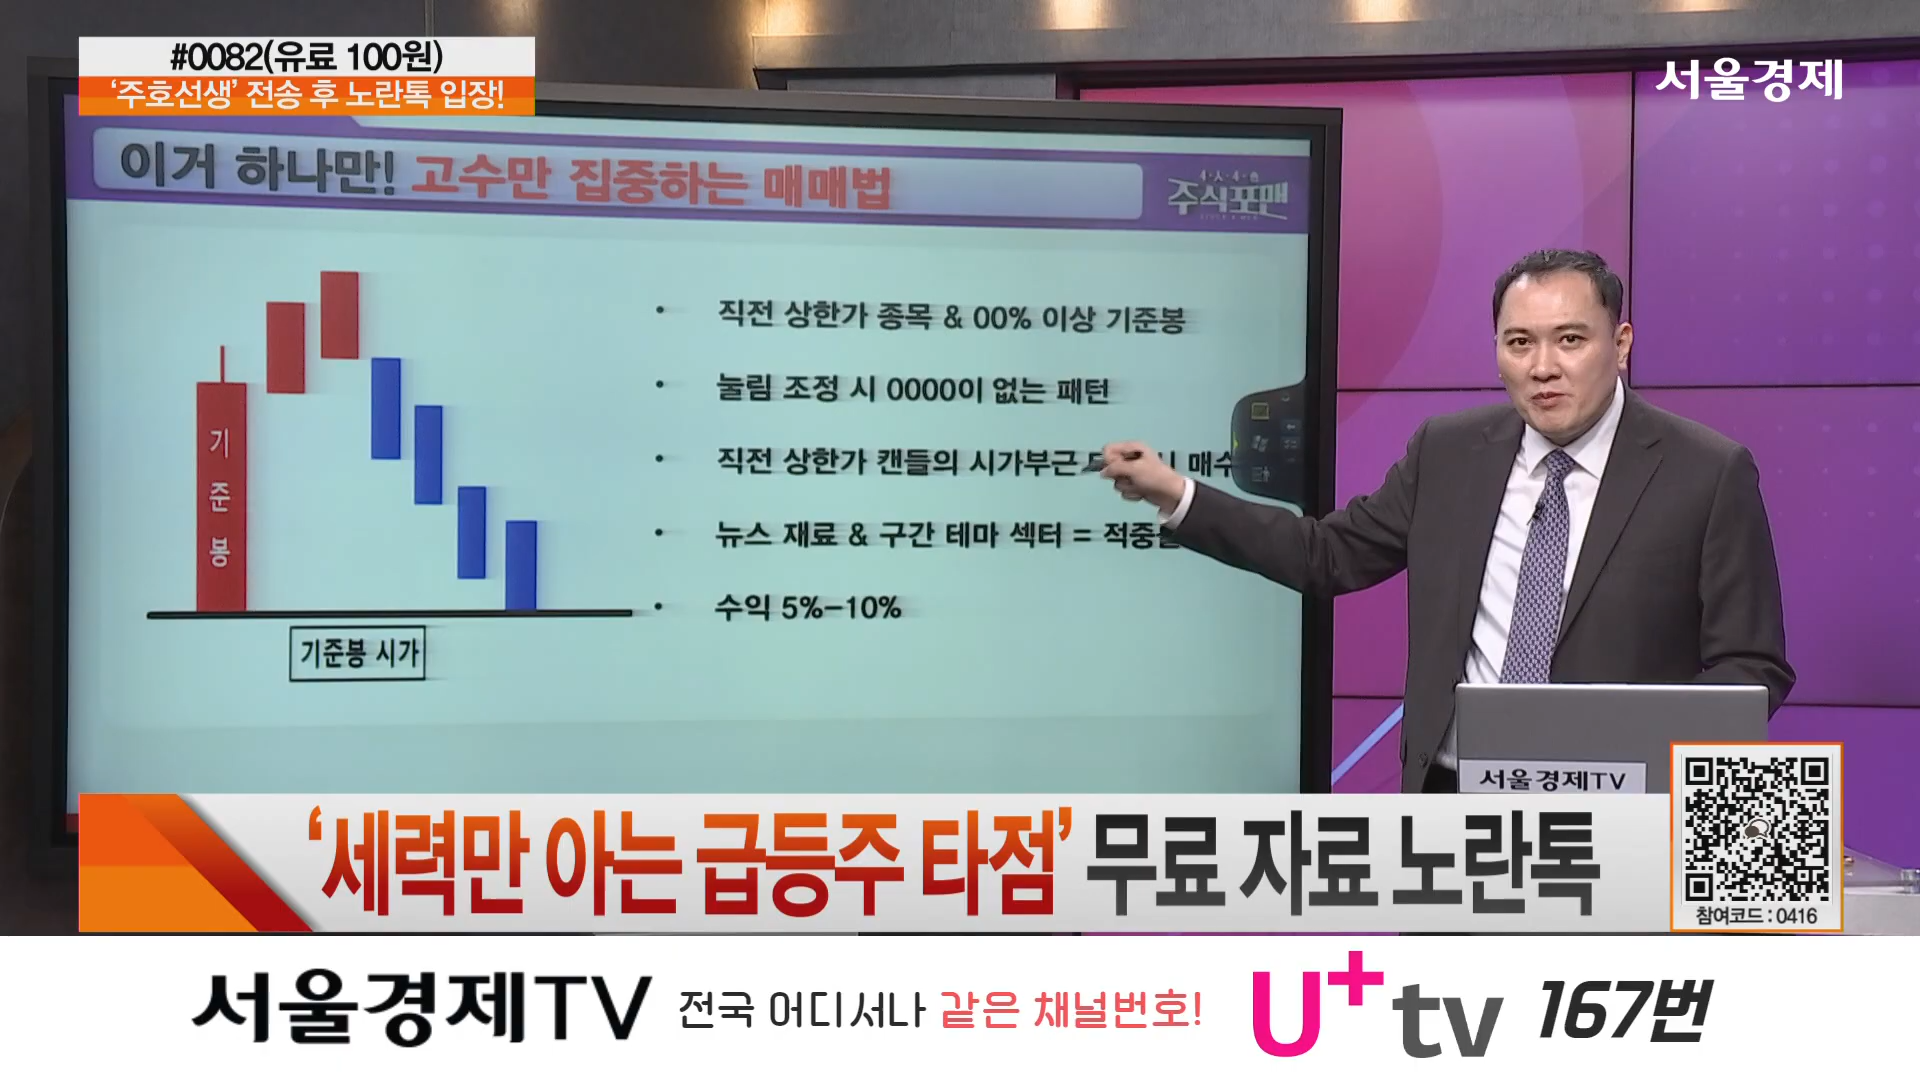 #0082(유료 100원)
'주호선생' 전송 후 노란톡 입장!
서울경제
이거 하나만! 고수만 집중하는 매매법
4·人·4·色
주식포맨
직전 상한가 종목 & 00% 이상 기준봉
눌림 조정 시 0000이 없는 패턴
직전 상한가 캔들의 시가부근 매수
뉴스 재료 & 구간 테마 섹터 =
수익 5%-10%
기준봉
기준봉 시가
서울경제TV
'세력만 아는 급등주 타점' 무료 자료 노란톡
참여코드 : 0416
서울경제TV 전국 어디서나 같은 채널번호! U+tv 167번